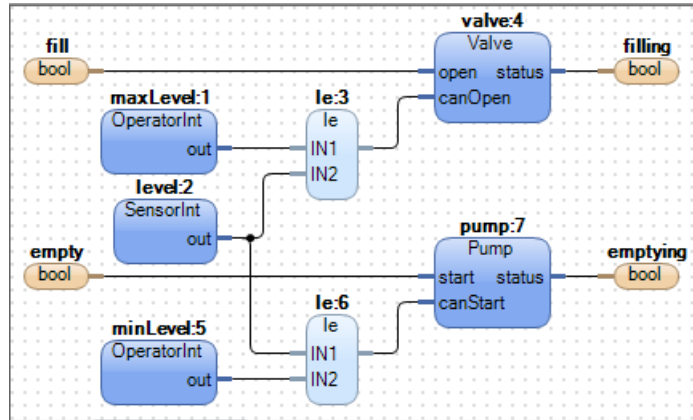 valve:4
fill
Valve
filling
bool
open status
bool
maxLevel:1
le:3
canOpen
OperatorInt
le
out
IN1
level:2
IN2
SensorInt
pump:7
out
empty
Pump
emptying
bool
start status
bool
le:6
canStart
minLevel:5
le
OperatorInt
IN1
out
IN2